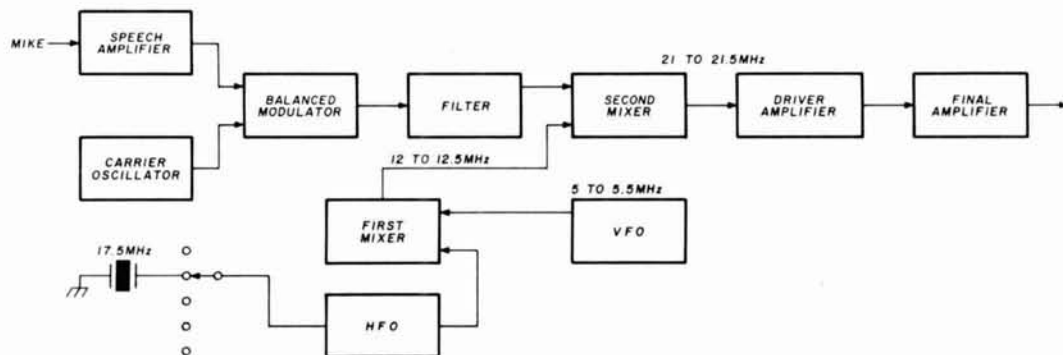 MIKE
SPEECH
AMPLIFIER
21 TO 21.5MHz
BALANCED
MODULATOR
FILTER
SECOND
MIXER
DRIVER
AMPLIFIER
FINAL
AMPLIFIER
CARRIER
OSCILLATOR
12 TO 12.5MHz
5 TO 5.5MHz
FIRST
MIXER
VFO
17.5MHz
HFO